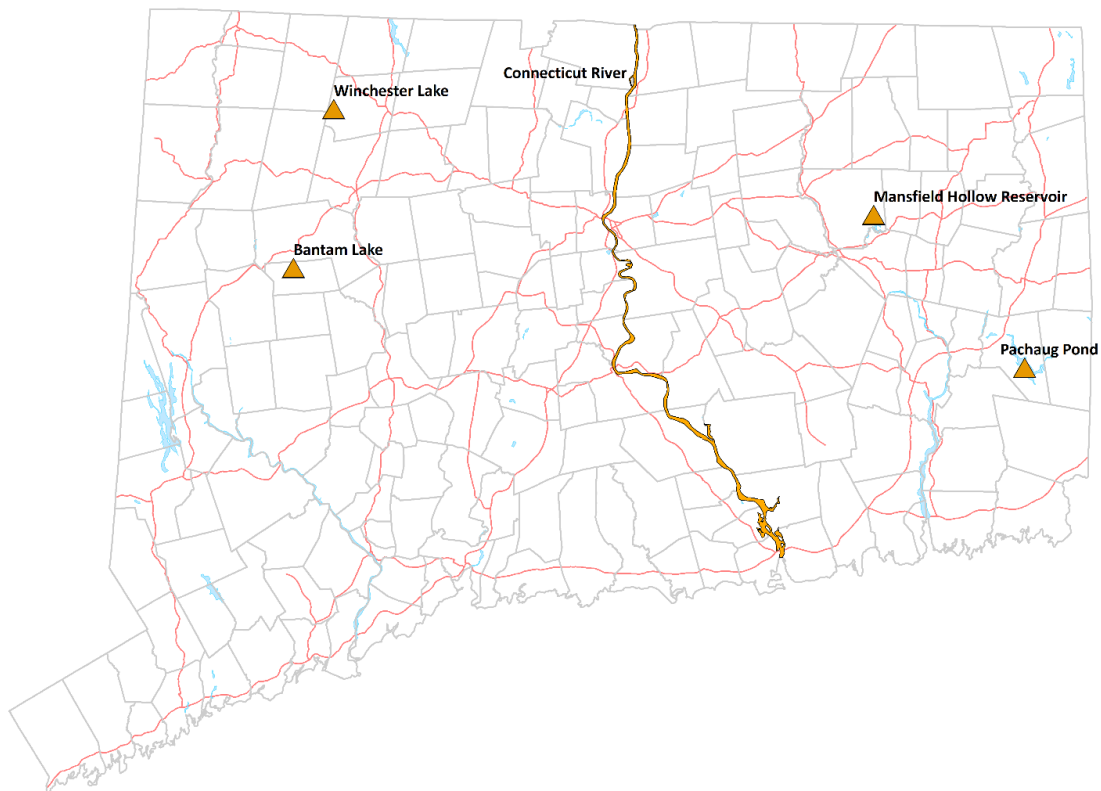 Connecticut River
Winchester Lake
Mansfield Hollow Reservoir
Bantam Lake
Pachaug Pond